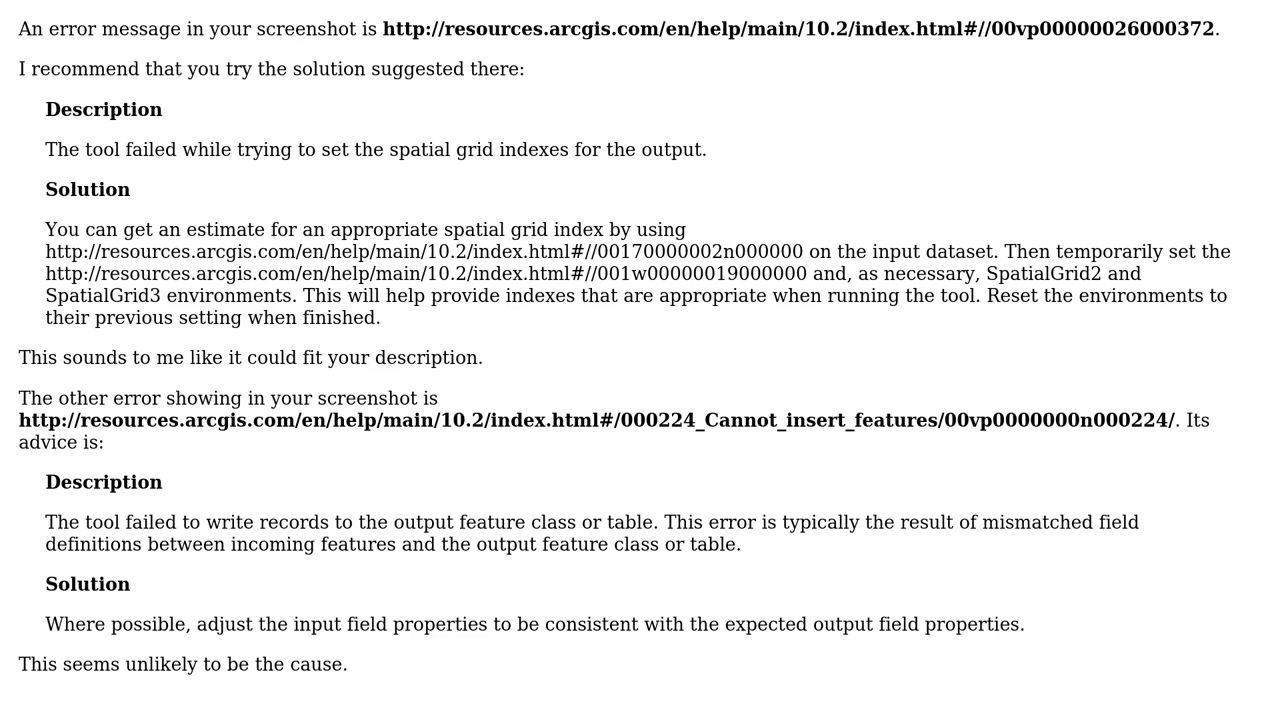 An error message in your screenshot is http://resources.arcgis.com/en/help/main/10.2/index.html#//00vp00000026000372.
I recommend that you try the solution suggested there:
Description
The tool failed while trying to set the spatial grid indexes for the output.
Solution
You can get an estimate for an appropriate spatial grid index by using
http://resources.arcgis.com/en/help/main/10.2/index.html#//00170000002n000000 on the input dataset. Then temporarily set the
http://resources.arcgis.com/en/help/main/10.2/index.html#//001w00000019000000 and, as necessary, SpatialGrid2 and
SpatialGrid3 environments. This will help provide indexes that are appropriate when running the tool. Reset the environments to
their previous setting when finished.
This sounds to me like it could fit your description.
The other error showing in your screenshot is
http://resources.arcgis.com/en/help/main/10.2/index.html#/000224_Cannot_insert_features/00vp0000000n000224/. Its
advice is:
Description
The tool failed to write records to the output feature class or table. This error is typically the result of mismatched field
definitions between incoming features and the output feature class or table.
Solution
Where possible, adjust the input field properties to be consistent with the expected output field properties.
This seems unlikely to be the cause.